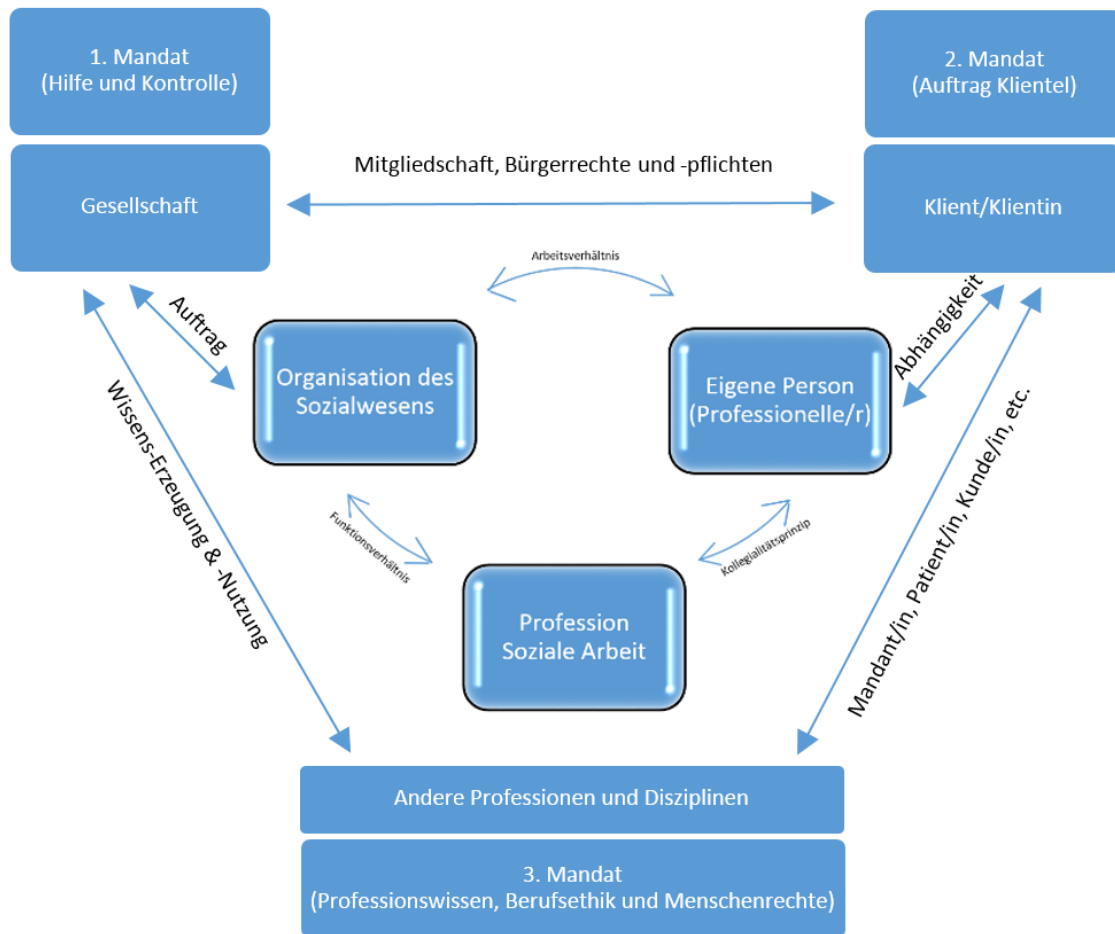 1. Mandat
(Hilfe und Kontrolle)
2. Mandat
(Auftrag Klientel)
Gesellschaft
Mitgliedschaft, Bürgerrechte und -pflichten
Klient/Klientin
Arbeitsverhältnis
Auftrag
Abhängigkeit
Organisation des
Sozialwesens
Eigene Person
(Professionelle/r)
Wissens-Erzeugung & -Nutzung
Mandant/in, Patient/in, Kunde/in, etc.
Funktionsverhältnis
Kollegialitätsprinzip
Profession
Soziale Arbeit
Andere Professionen und Disziplinen
3. Mandat
(Professionswissen, Berufsethik und Menschenrechte)